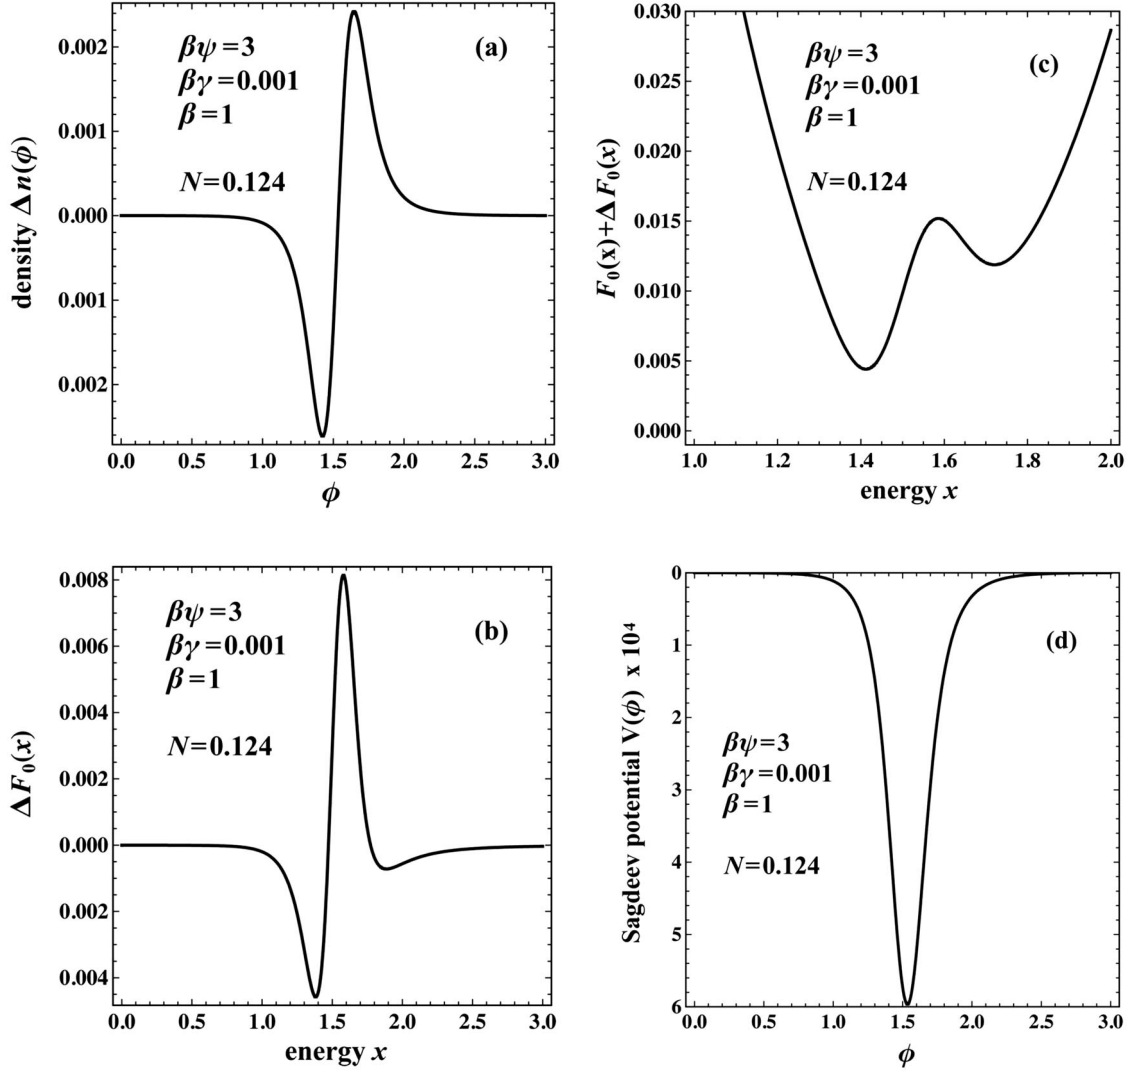 0.002
0.001
0.000
0.001
0.002
density Δn(ϕ)
βψ=3
βγ=0.001
β=1
N=0.124
(a)
0.0 0.5 1.0 1.5 2.0 2.5 3.0
ϕ
0.030
0.025
0.020
0.015
0.010
0.005
0.000
F₀(x)+ΔF₀(x)
βψ=3
βγ=0.001
β=1
N=0.124
(c)
1.0 1.2 1.4 1.6 1.8 2.0
energy x
0.008
0.006
0.004
0.002
0.000
0.002
0.004
ΔF₀(x)
βψ=3
βγ=0.001
β=1
N=0.124
(b)
0.0 0.5 1.0 1.5 2.0 2.5 3.0
energy x
0
1
2
3
4
5
6
Sagdeev potential V(ϕ) x 10⁴
(d)
βψ=3
βγ=0.001
β=1
N=0.124
0.0 0.5 1.0 1.5 2.0 2.5 3.0
ϕ